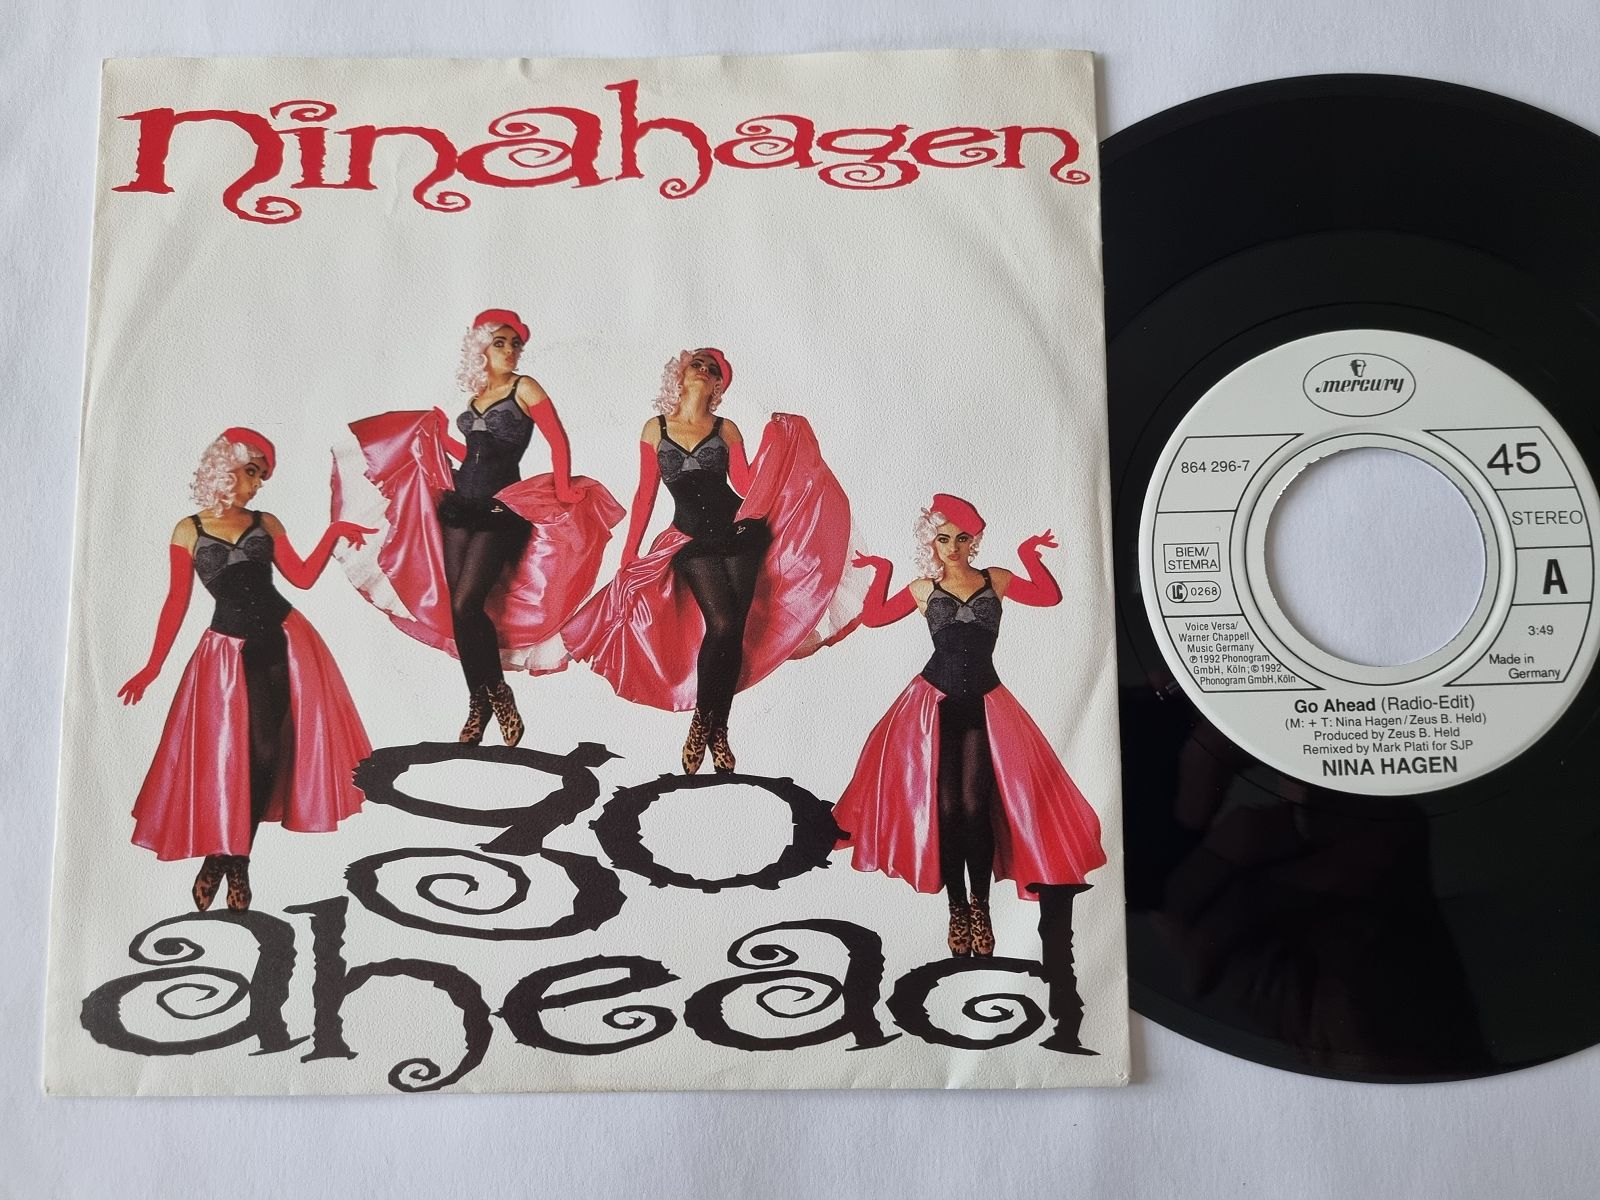 ninahagen
go
ahead
mercury
864 296-7
45
STEREO
BIEM/
STEMRA
LC 0268
A
3:49
Voice Versa/
Warner Chappell
Music Germany
℗ 1992 Phonogram
GmbH, Köln; © 1992
Phonogram GmbH, Köln
Made in
Germany
Go Ahead (Radio-Edit)
(M: + T: Nina Hagen/Zeus B. Held)
Produced by Zeus B. Held
Remixed by Mark Plati for SJP
NINA HAGEN